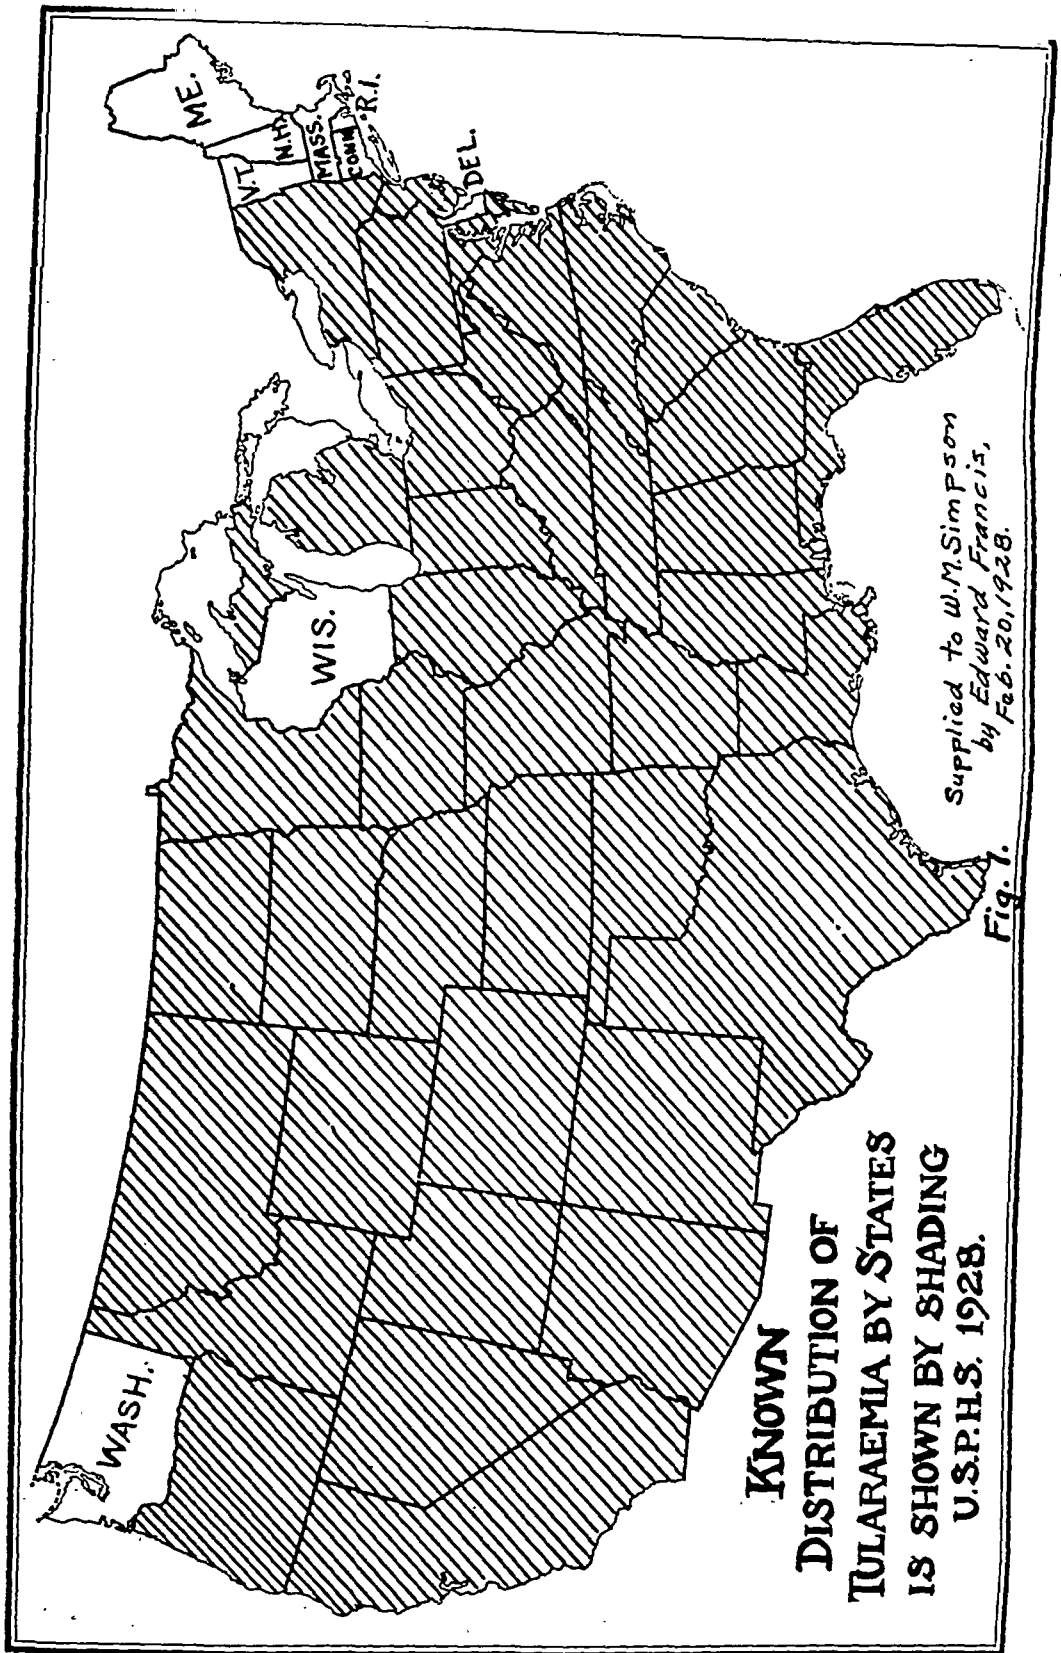 WASH.
WIS.
ME.
V.T.
N.H.
MASS.
CONN.
R.I.
DEL.
KNOWN
DISTRIBUTION OF
TULARAEMIA BY STATES
IS SHOWN BY SHADING
U.S.P.H.S. 1928.
Fig. 1.
Supplied to W.M.Simpson
by Edward Francis,
Feb. 20, 1928.